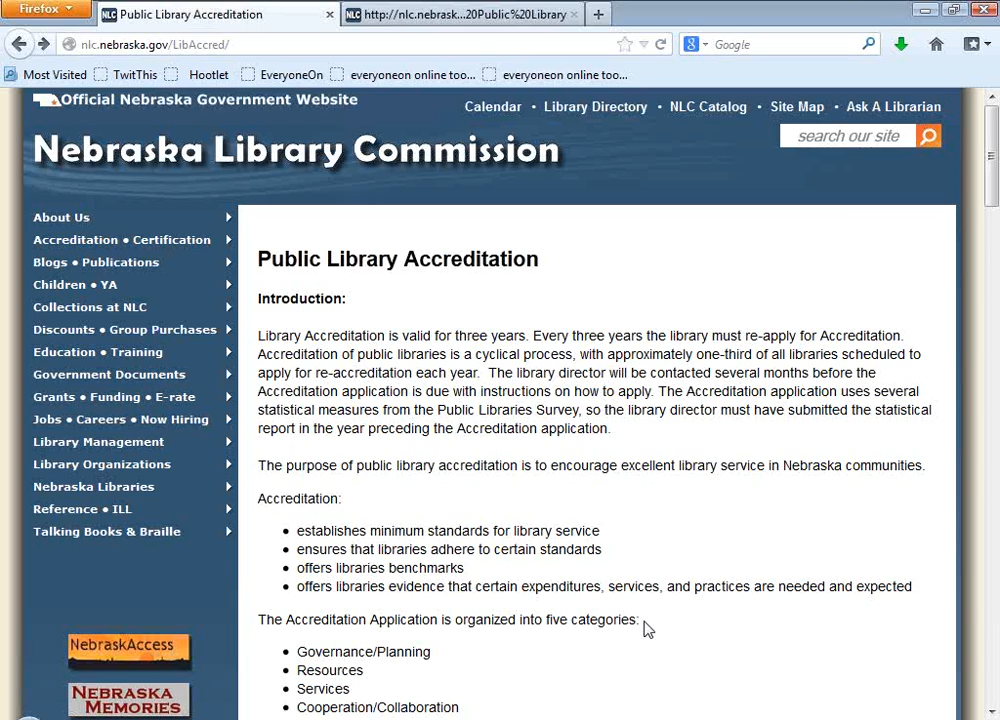 Firefox
Public Library Accreditation
http://nlc.nebrask...20Public%20Library
nlc.nebraska.gov/LibAccred/
Google
Most Visited
TwitThis
Hootlet
EveryoneOn
everyoneon online too...
everyoneon online too...
Official Nebraska Government Website
Calendar • Library Directory • NLC Catalog • Site Map • Ask A Librarian
search our site
Nebraska Library Commission
About Us
Accreditation • Certification
Blogs • Publications
Children • YA
Collections at NLC
Discounts • Group Purchases
Education • Training
Government Documents
Grants • Funding • E-rate
Jobs • Careers • Now Hiring
Library Management
Library Organizations
Nebraska Libraries
Reference • ILL
Talking Books & Braille
NebraskAccess
NEBRASKA
MEMORIES
Public Library Accreditation
Introduction:
Library Accreditation is valid for three years. Every three years the library must re-apply for Accreditation.
Accreditation of public libraries is a cyclical process, with approximately one-third of all libraries scheduled to
apply for re-accreditation each year. The library director will be contacted several months before the
Accreditation application is due with instructions on how to apply. The Accreditation application uses several
statistical measures from the Public Libraries Survey, so the library director must have submitted the statistical
report in the year preceding the Accreditation application.
The purpose of public library accreditation is to encourage excellent library service in Nebraska communities.
Accreditation:
• establishes minimum standards for library service
• ensures that libraries adhere to certain standards
• offers libraries benchmarks
• offers libraries evidence that certain expenditures, services, and practices are needed and expected
The Accreditation Application is organized into five categories:
• Governance/Planning
• Resources
• Services
• Cooperation/Collaboration